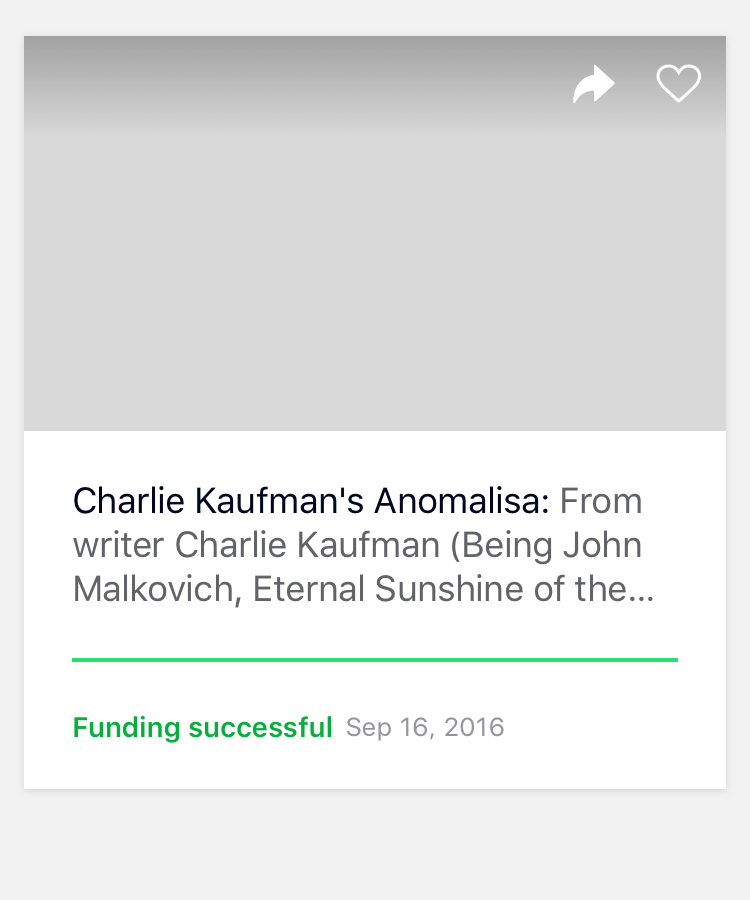 Charlie Kaufman's Anomalisa: From
writer Charlie Kaufman (Being John
Malkovich, Eternal Sunshine of the…
Funding successful Sep 16, 2016